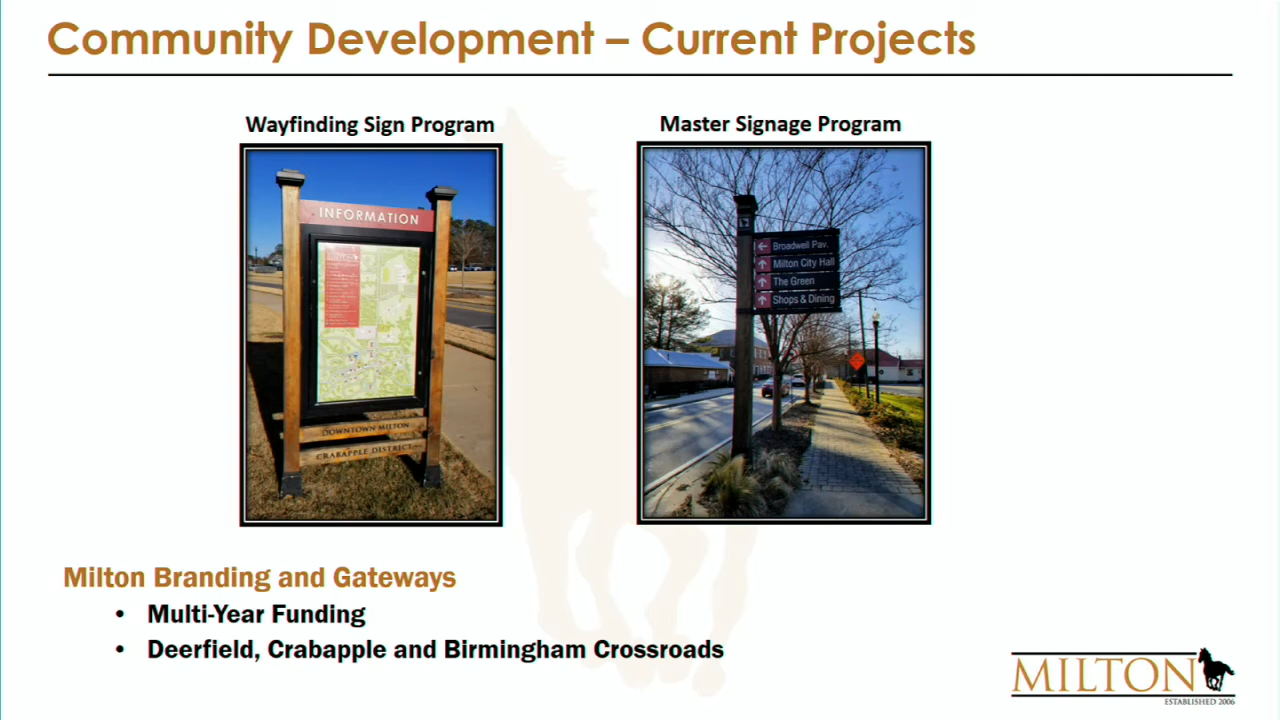 Community Development – Current Projects
Wayfinding Sign Program
Master Signage Program
INFORMATION
DOWNTOWN MILTON
CRABAPPLE DISTRICT
Broadwell Pav.
Milton City Hall
The Green
Shops & Dining
Milton Branding and Gateways
• Multi-Year Funding
• Deerfield, Crabapple and Birmingham Crossroads
MILTON
ESTABLISHED 2006